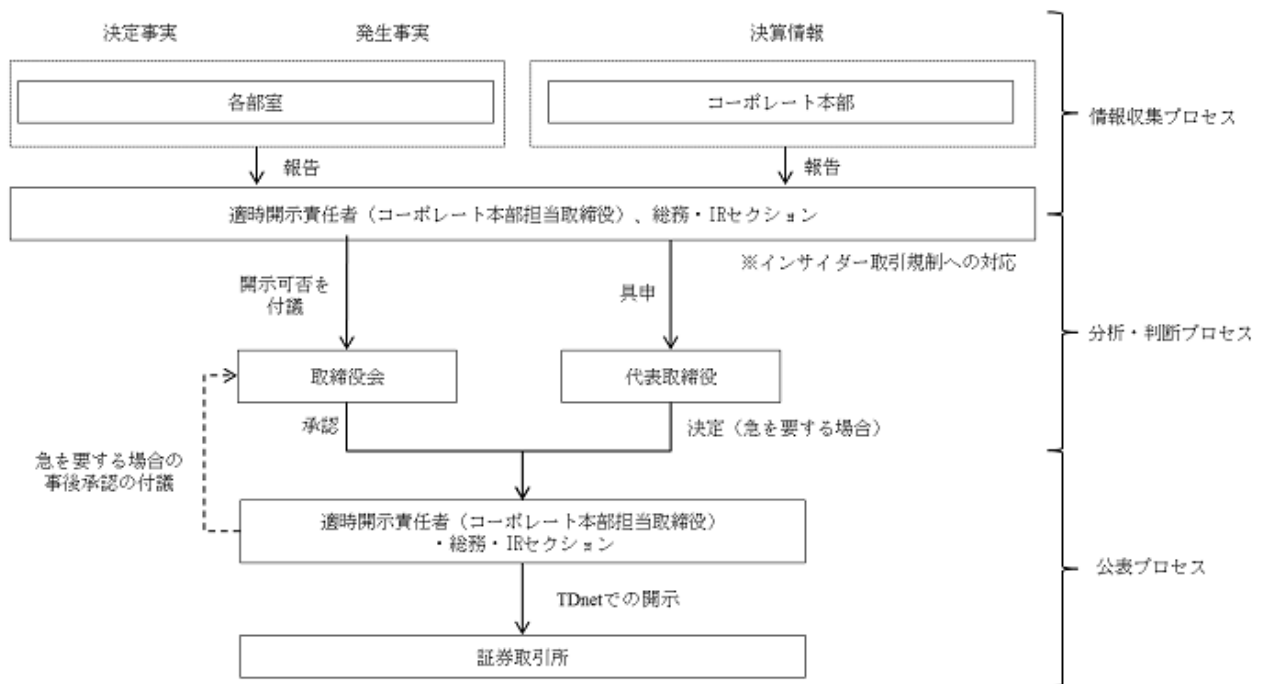 決定事実
発生事実
決算情報
各部室
コーポレート本部
情報収集プロセス
報告
報告
適時開示責任者（コーポレート本部担当取締役）、総務・IRセクション
※インサイダー取引規制への対応
開示可否を
付議
具申
分析・判断プロセス
取締役会
代表取締役
承認
決定（急を要する場合）
急を要する場合の
事後承認の付議
適時開示責任者（コーポレート本部担当取締役）
・総務・IRセクション
公表プロセス
TDnetでの開示
証券取引所